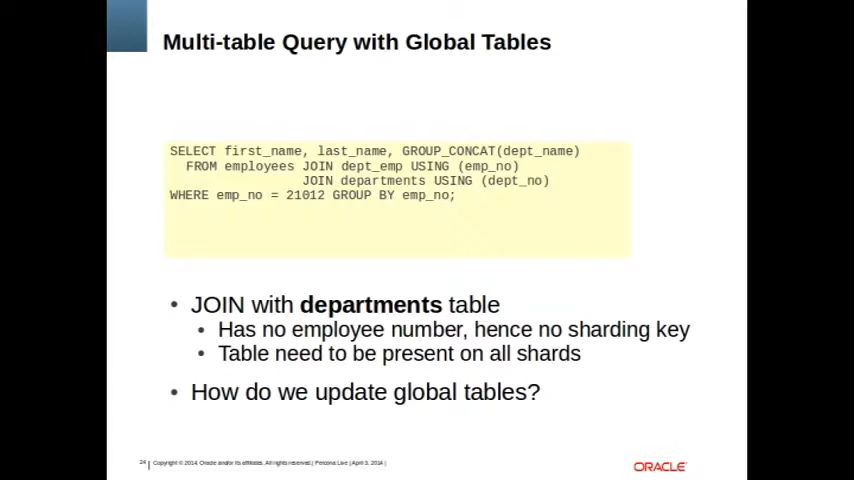 Multi-table Query with Global Tables
SELECT first_name, last_name, GROUP_CONCAT(dept_name)
FROM employees JOIN dept_emp USING (emp_no)
JOIN departments USING (dept_no)
WHERE emp_no = 21012 GROUP BY emp_no;
• JOIN with departments table
• Has no employee number, hence no sharding key
• Table need to be present on all shards
• How do we update global tables?
24 | Copyright © 2014, Oracle and/or its affiliates. All rights reserved. | Percona Live | April 3, 2014 |
ORACLE